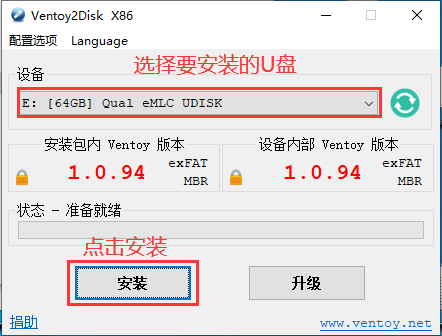 Ventoy2Disk X86
配置选项 Language
选择要安装的U盘
设备
E: [64GB] Qual eMLC UDISK
安装包内 Ventoy 版本
设备内部 Ventoy 版本
1.0.94 exFAT MBR
1.0.94 exFAT MBR
状态 - 准备就绪
点击安装
安装
升级
捐助
www.ventoy.net